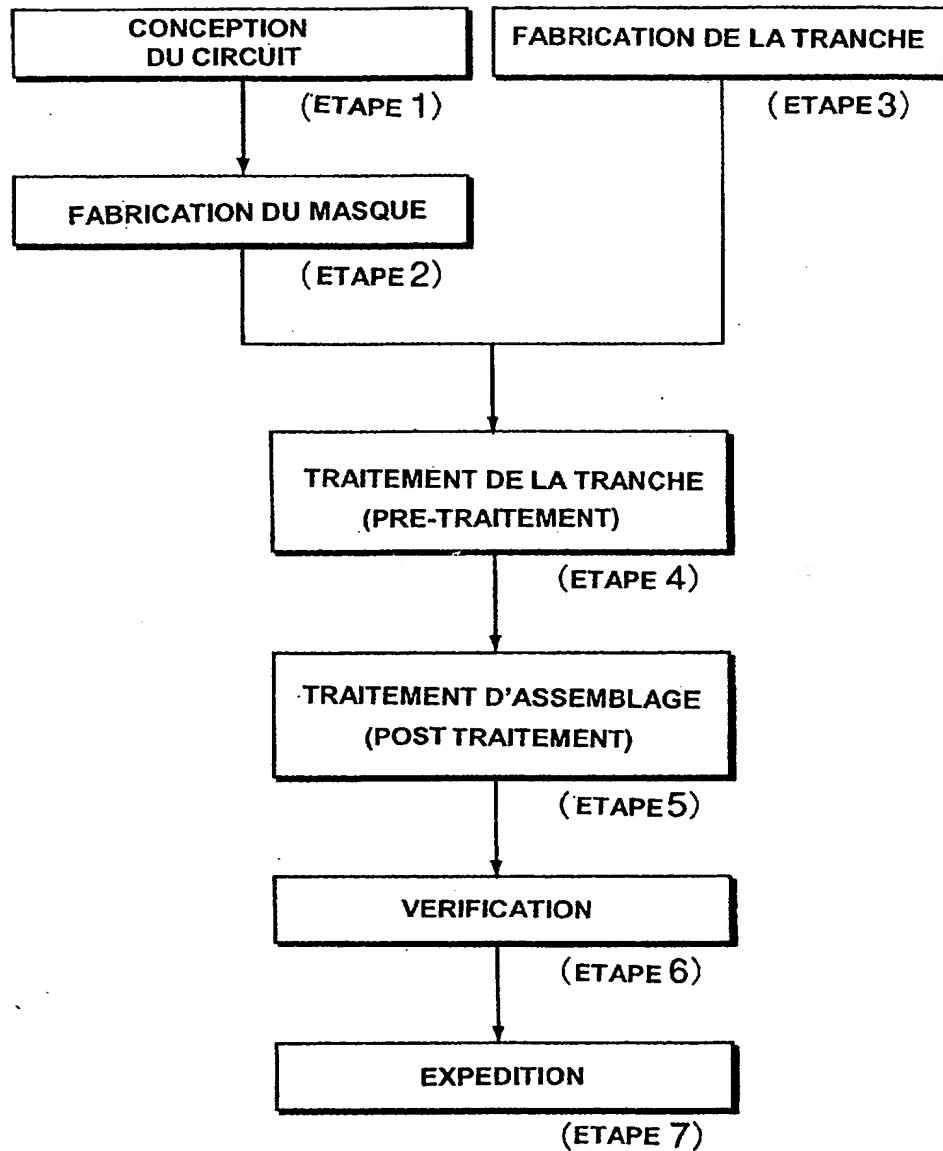 CONCEPTION
DU CIRCUIT
(ETAPE 1)
FABRICATION DE LA TRANCHE
(ETAPE 3)
FABRICATION DU MASQUE
(ETAPE 2)
TRAITEMENT DE LA TRANCHE
(PRE-TRAITEMENT)
(ETAPE 4)
TRAITEMENT D'ASSEMBLAGE
(POST TRAITEMENT)
(ETAPE 5)
VERIFICATION
(ETAPE 6)
EXPEDITION
(ETAPE 7)